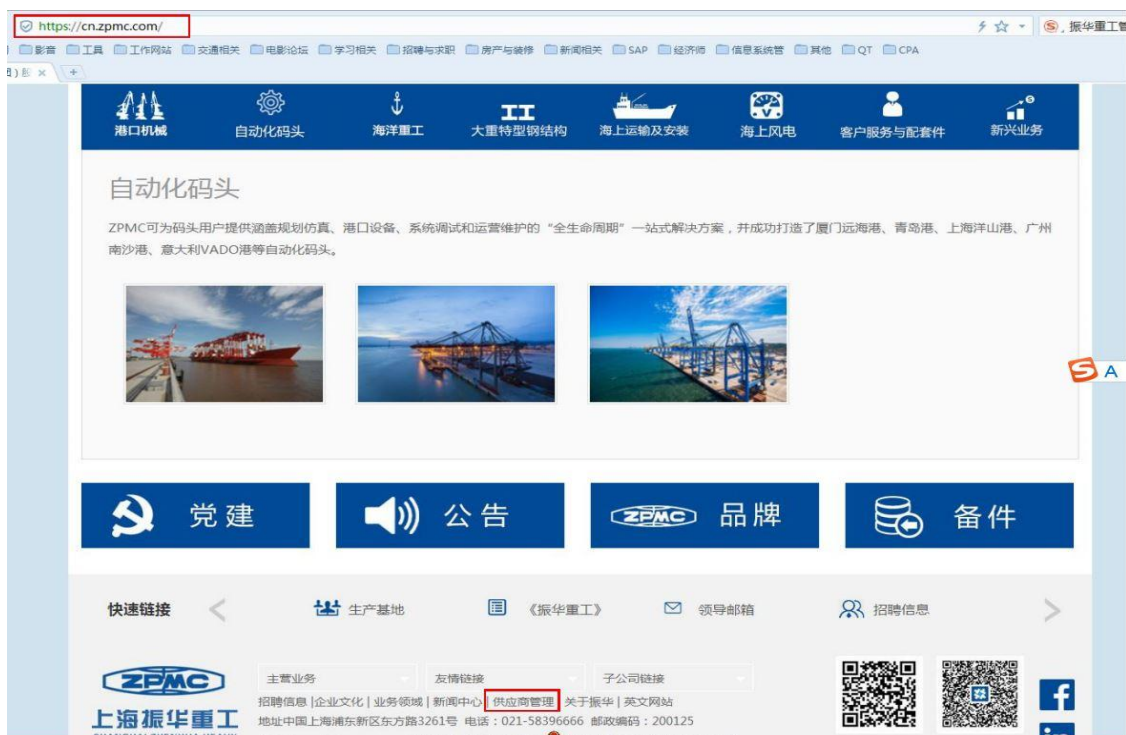 https://cn.zpmc.com/
振华重工管
影音 工具 工作网站 交通相关 电影论坛 学习相关 招聘与求职 房产与装修 新闻相关 SAP 经济师 信息系统管 其他 QT CPA
港口机械 自动化码头 海洋重工 大重特型钢结构 海上运输及安装 海上风电 客户服务与配套件 新兴业务
自动化码头
ZPMC可为码头用户提供涵盖规划仿真、港口设备、系统调试和运营维护的“全生命周期”一站式解决方案，并成功打造了厦门远海港、青岛港、上海洋山港、广州
南沙港、意大利VADO港等自动化码头。
A
党建 公告 ZPMC 品牌 备件
快速链接 生产基地 《振华重工》 领导邮箱 招聘信息
ZPMC 主营业务 友情链接 子公司链接
招聘信息 |企业文化 | 业务领域 | 新闻中心 | 供应商管理 关于振华 | 英文网站
上海振华重工 地址中国上海浦东新区东方路3261号 电话：021-58396666 邮政编码：200125